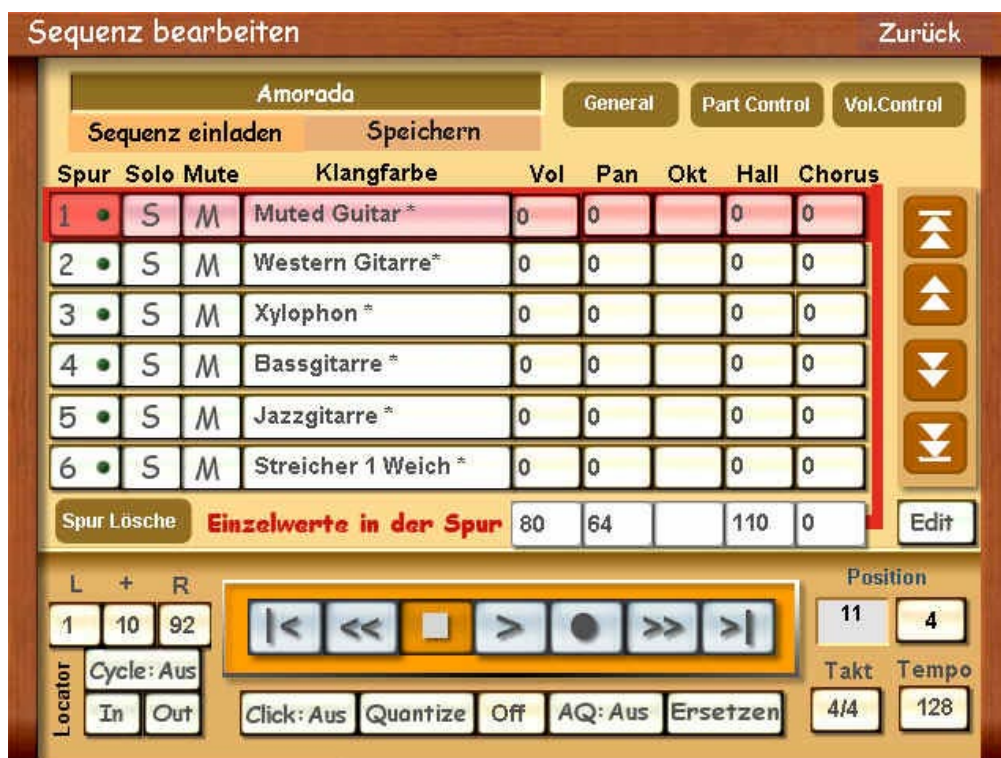 Sequenz bearbeiten Zurück
Amorada General Part Control Vol.Control
Sequenz einladen Speichern
Spur Solo Mute Klangfarbe Vol Pan Okt Hall Chorus
1 S M Muted Guitar * 0 0 0 0
2 S M Western Gitarre* 0 0 0 0
3 S M Xylophon * 0 0 0 0
4 S M Bassgitarre * 0 0 0 0
5 S M Jazzgitarre * 0 0 0 0
6 S M Streicher 1 Weich * 0 0 0 0
Spur Lösche Einzelwerte in der Spur 80 64 110 0 Edit
L + R Position
1 10 92 |< << > >> >| 11 4
Locator Cycle: Aus Takt Tempo
In Out Click: Aus Quantize Off AQ: Aus Ersetzen 4/4 128